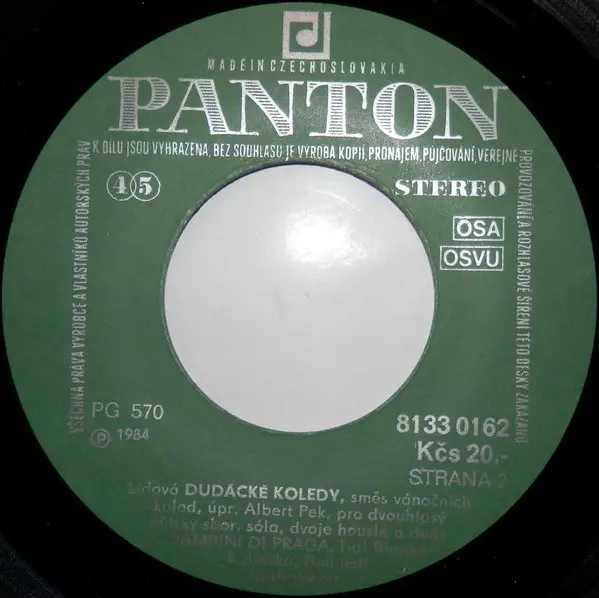 MADE IN CZECHOSLOVAKIA
PANTON
VŠECHNA PRÁVA VÝROBCE A VLASTNÍKŮ AUTORSKÝCH PRÁV
K DÍLU JSOU VYHRAZENA, BEZ SOUHLASU JE VÝROBA KOPIÍ, PRONÁJEM, PŮJČOVÁNÍ, VEŘEJNÉ
PROVOZOVÁNÍ A ROZHLASOVÉ ŠÍŘENÍ TÉTO DESKY ZAKÁZÁNO
45
STEREO
OSA
OSVU
PG 570
Ⓟ 1984
8133 0162
Kčs 20,-
STRANA 2
Lidová DUDÁCKÉ KOLEDY, směs vánočních
koled, úpr. Albert Pek, pro dvouhlasý
dětský sbor, sóla, dvoje housle a dudy
BAMBINI DI PRAGA,